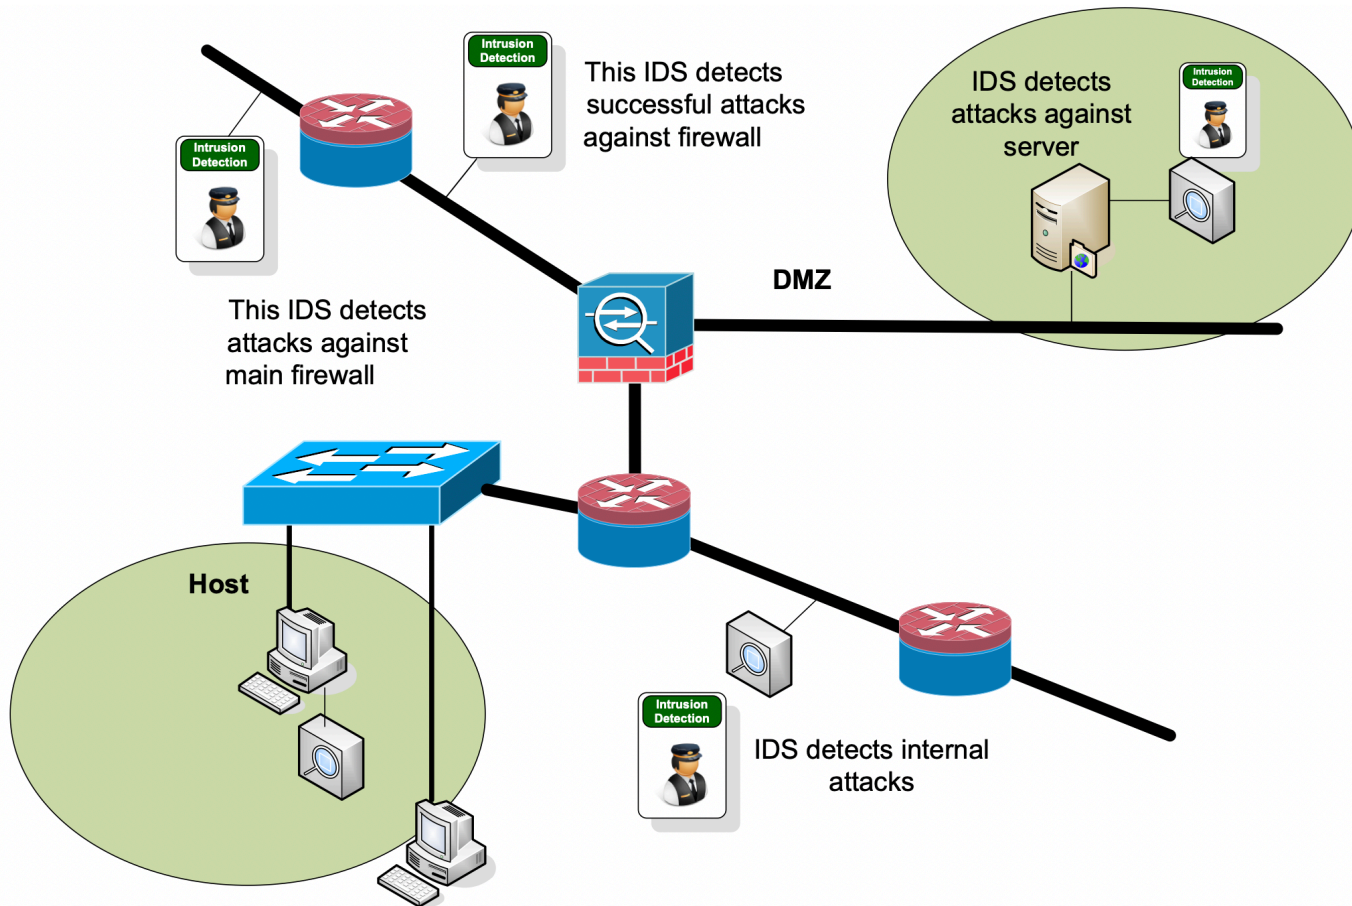 Intrusion
Detection
This IDS detects
successful attacks
against firewall
Intrusion
Detection
This IDS detects
attacks against
main firewall
IDS detects
attacks against
server
Intrusion
Detection
DMZ
Host
Intrusion
Detection
IDS detects internal
attacks